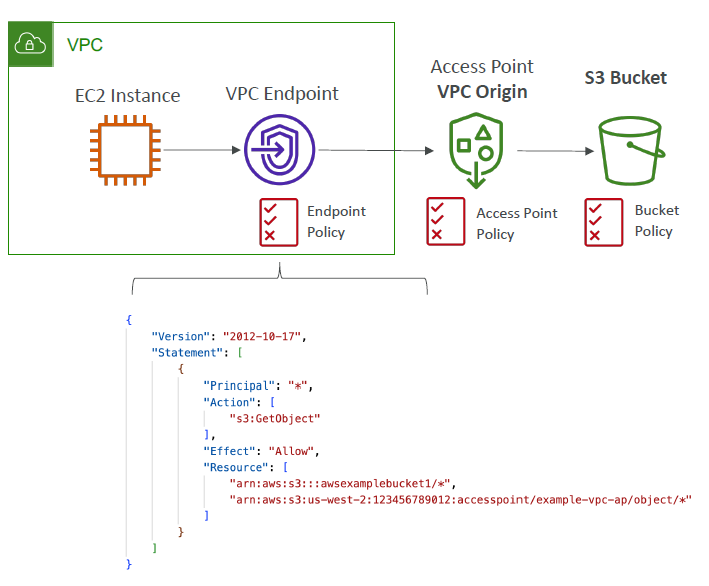 VPC
EC2 Instance
VPC Endpoint
Access Point
VPC Origin
S3 Bucket
Endpoint
Policy
Access Point
Policy
Bucket
Policy
{
"Version": "2012-10-17",
"Statement": [
{
"Principal": "*",
"Action": [
"s3:GetObject"
],
"Effect": "Allow",
"Resource": [
"arn:aws:s3:::awsexamplebucket1/*",
"arn:aws:s3:us-west-2:123456789012:accesspoint/example-vpc-ap/object/*"
]
}
]
}